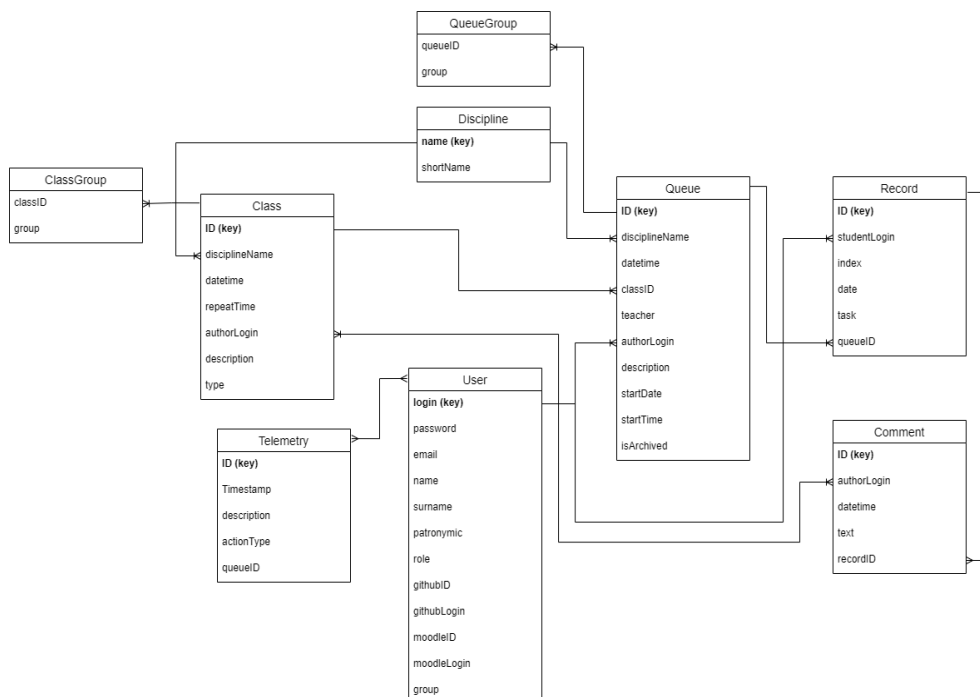 QueueGroup
queueID
group
Discipline
name (key)
shortName
ClassGroup
classID
group
Class
ID (key)
disciplineName
datetime
repeatTime
authorLogin
description
type
Queue
ID (key)
disciplineName
datetime
classID
teacher
authorLogin
description
startDate
startTime
isArchived
Record
ID (key)
studentLogin
index
date
task
queueID
User
login (key)
password
email
name
surname
patronymic
role
githubID
githubLogin
moodleID
moodleLogin
group
Telemetry
ID (key)
Timestamp
description
actionType
queueID
Comment
ID (key)
authorLogin
datetime
text
recordID